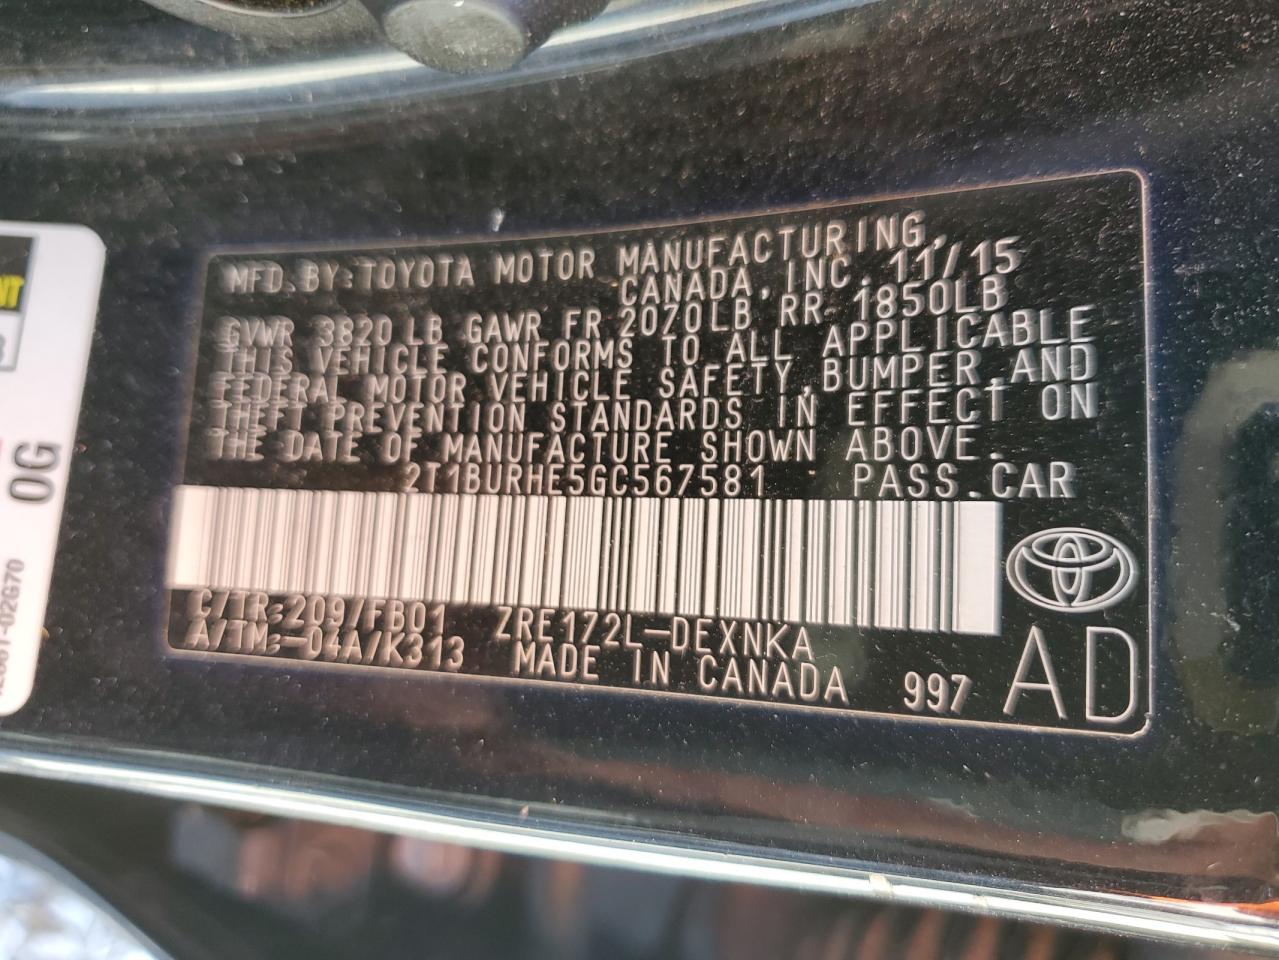 MFD.BY:TOYOTA MOTOR MANUFACTURING,
CANADA,INC. 11/15
GVWR 3820 LB GAWR FR 2070LB RR 1850LB
THIS VEHICLE CONFORMS TO ALL APPLICABLE
FEDERAL MOTOR VEHICLE SAFETY,BUMPER,AND
THEFT PREVENTION STANDARDS IN EFFECT ON
THE DATE OF MANUFACTURE SHOWN ABOVE.
2T1BURHE5GC567581 PASS.CAR
C/TR:209/FB01 ZRE172L-DEXNKA
A/TM:-04A/K313 MADE IN CANADA 997 AD
0G